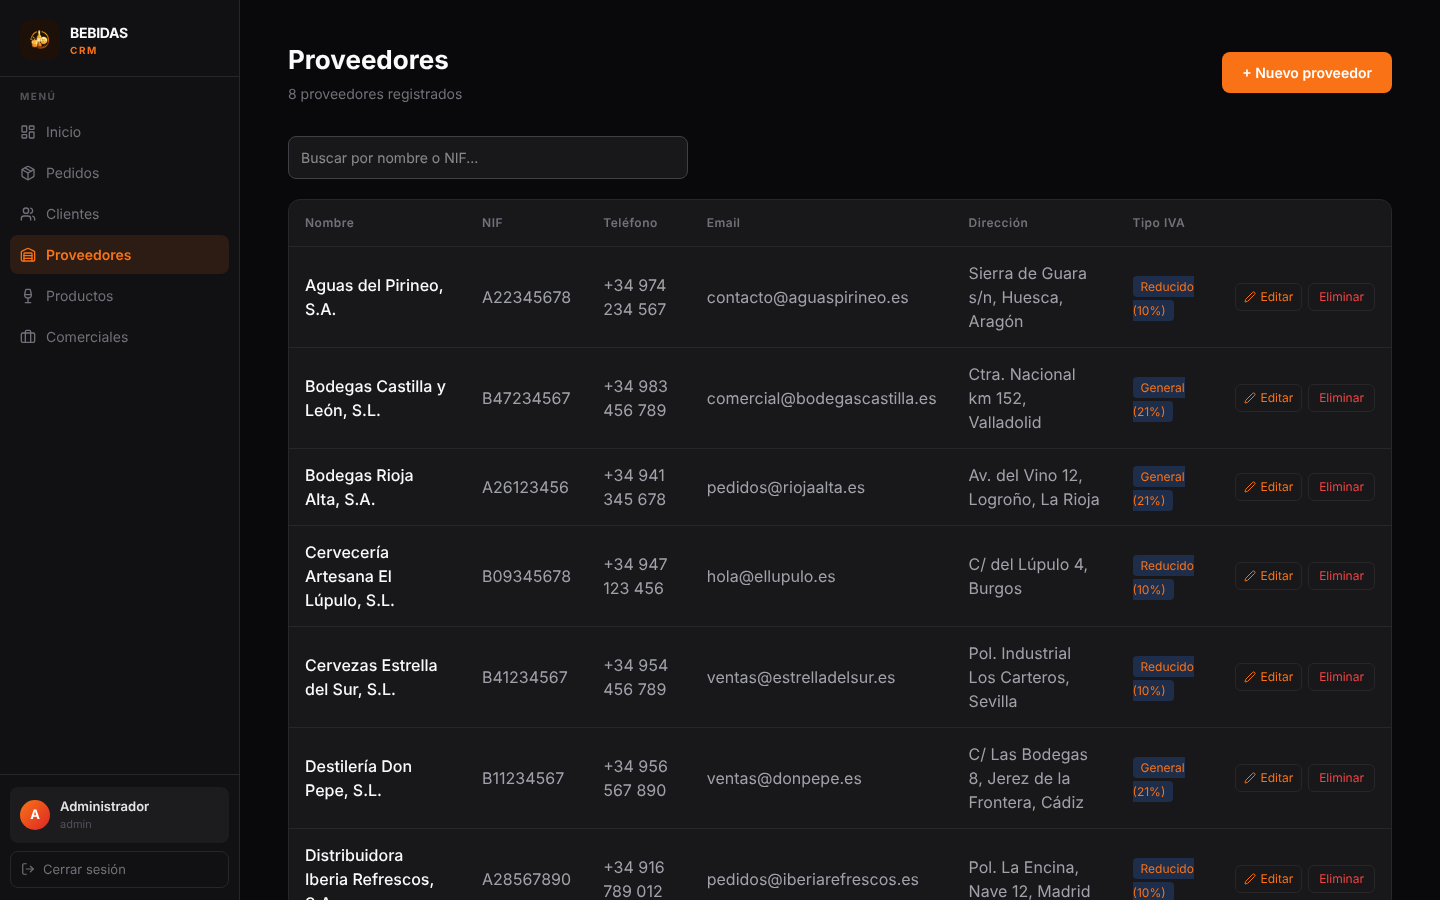 BEBIDAS
CRM
MENÚ
Inicio
Pedidos
Clientes
Proveedores
Productos
Comerciales
A
Administrador
admin
Cerrar sesión
Proveedores
8 proveedores registrados
+ Nuevo proveedor
Buscar por nombre o NIF...
Nombre NIF Teléfono Email Dirección Tipo IVA
Aguas del Pirineo,
S.A.
A22345678
+34 974
234 567
contacto@aguaspirineo.es
Sierra de Guara
s/n, Huesca,
Aragón
Reducido
(10%)
Editar Eliminar
Bodegas Castilla y
León, S.L.
B47234567
+34 983
456 789
comercial@bodegascastilla.es
Ctra. Nacional
km 152,
Valladolid
General
(21%)
Editar Eliminar
Bodegas Rioja
Alta, S.A.
A26123456
+34 941
345 678
pedidos@riojaalta.es
Av. del Vino 12,
Logroño, La Rioja
General
(21%)
Editar Eliminar
Cervecería
Artesana El
Lúpulo, S.L.
B09345678
+34 947
123 456
hola@ellupulo.es
C/ del Lúpulo 4,
Burgos
Reducido
(10%)
Editar Eliminar
Cervezas Estrella
del Sur, S.L.
B41234567
+34 954
456 789
ventas@estrelladelsur.es
Pol. Industrial
Los Carteros,
Sevilla
Reducido
(10%)
Editar Eliminar
Destilería Don
Pepe, S.L.
B11234567
+34 956
567 890
ventas@donpepe.es
C/ Las Bodegas
8, Jerez de la
Frontera, Cádiz
General
(21%)
Editar Eliminar
Distribuidora
Iberia Refrescos,
A28567890
+34 916
789 012
pedidos@iberiarefrescos.es
Pol. La Encina,
Nave 12, Madrid
Reducido
(10%)
Editar Eliminar